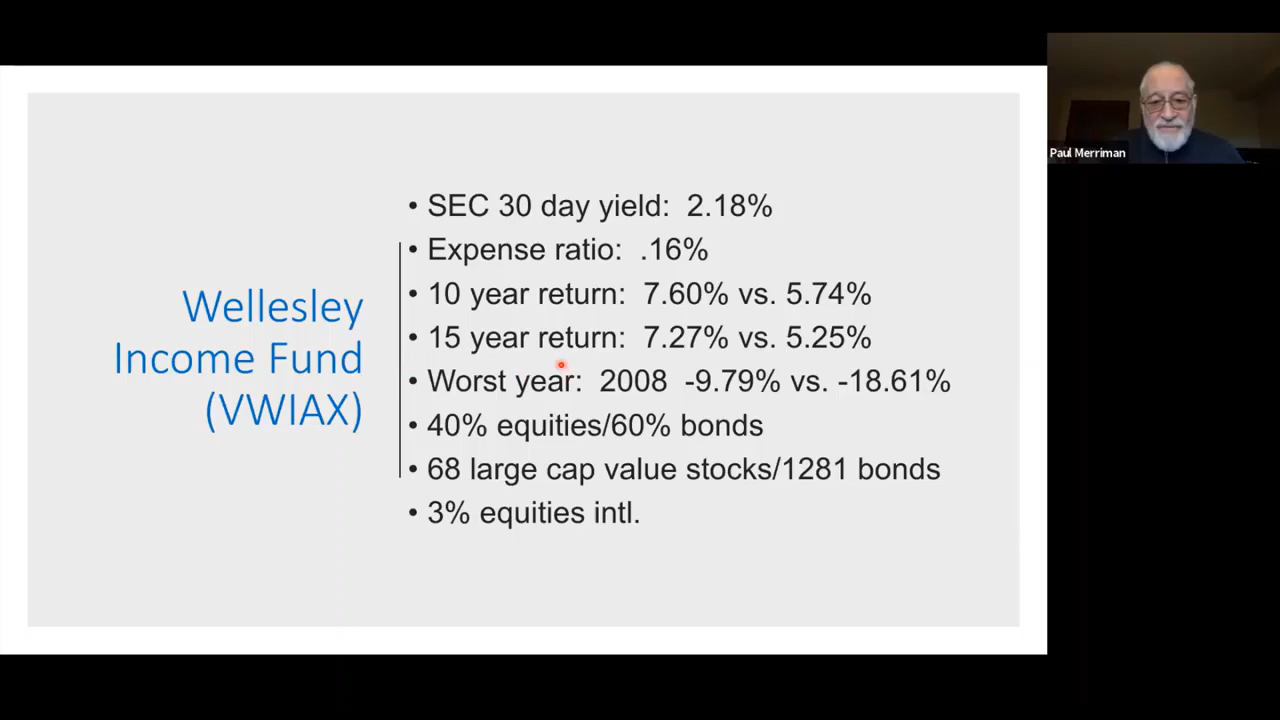 Wellesley
Income Fund
(VWIAX)
• SEC 30 day yield: 2.18%
• Expense ratio: .16%
• 10 year return: 7.60% vs. 5.74%
• 15 year return: 7.27% vs. 5.25%
• Worst year: 2008 -9.79% vs. -18.61%
• 40% equities/60% bonds
• 68 large cap value stocks/1281 bonds
• 3% equities intl.
Paul Merriman